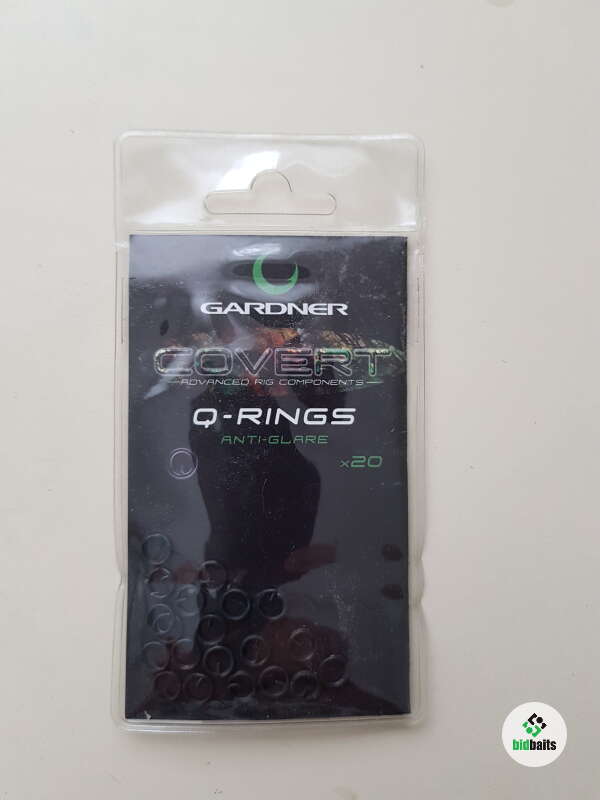 GARDNER
COVERT
ADVANCED RIG COMPONENTS
Q-RINGS
ANTI-GLARE
x20
bidbaits